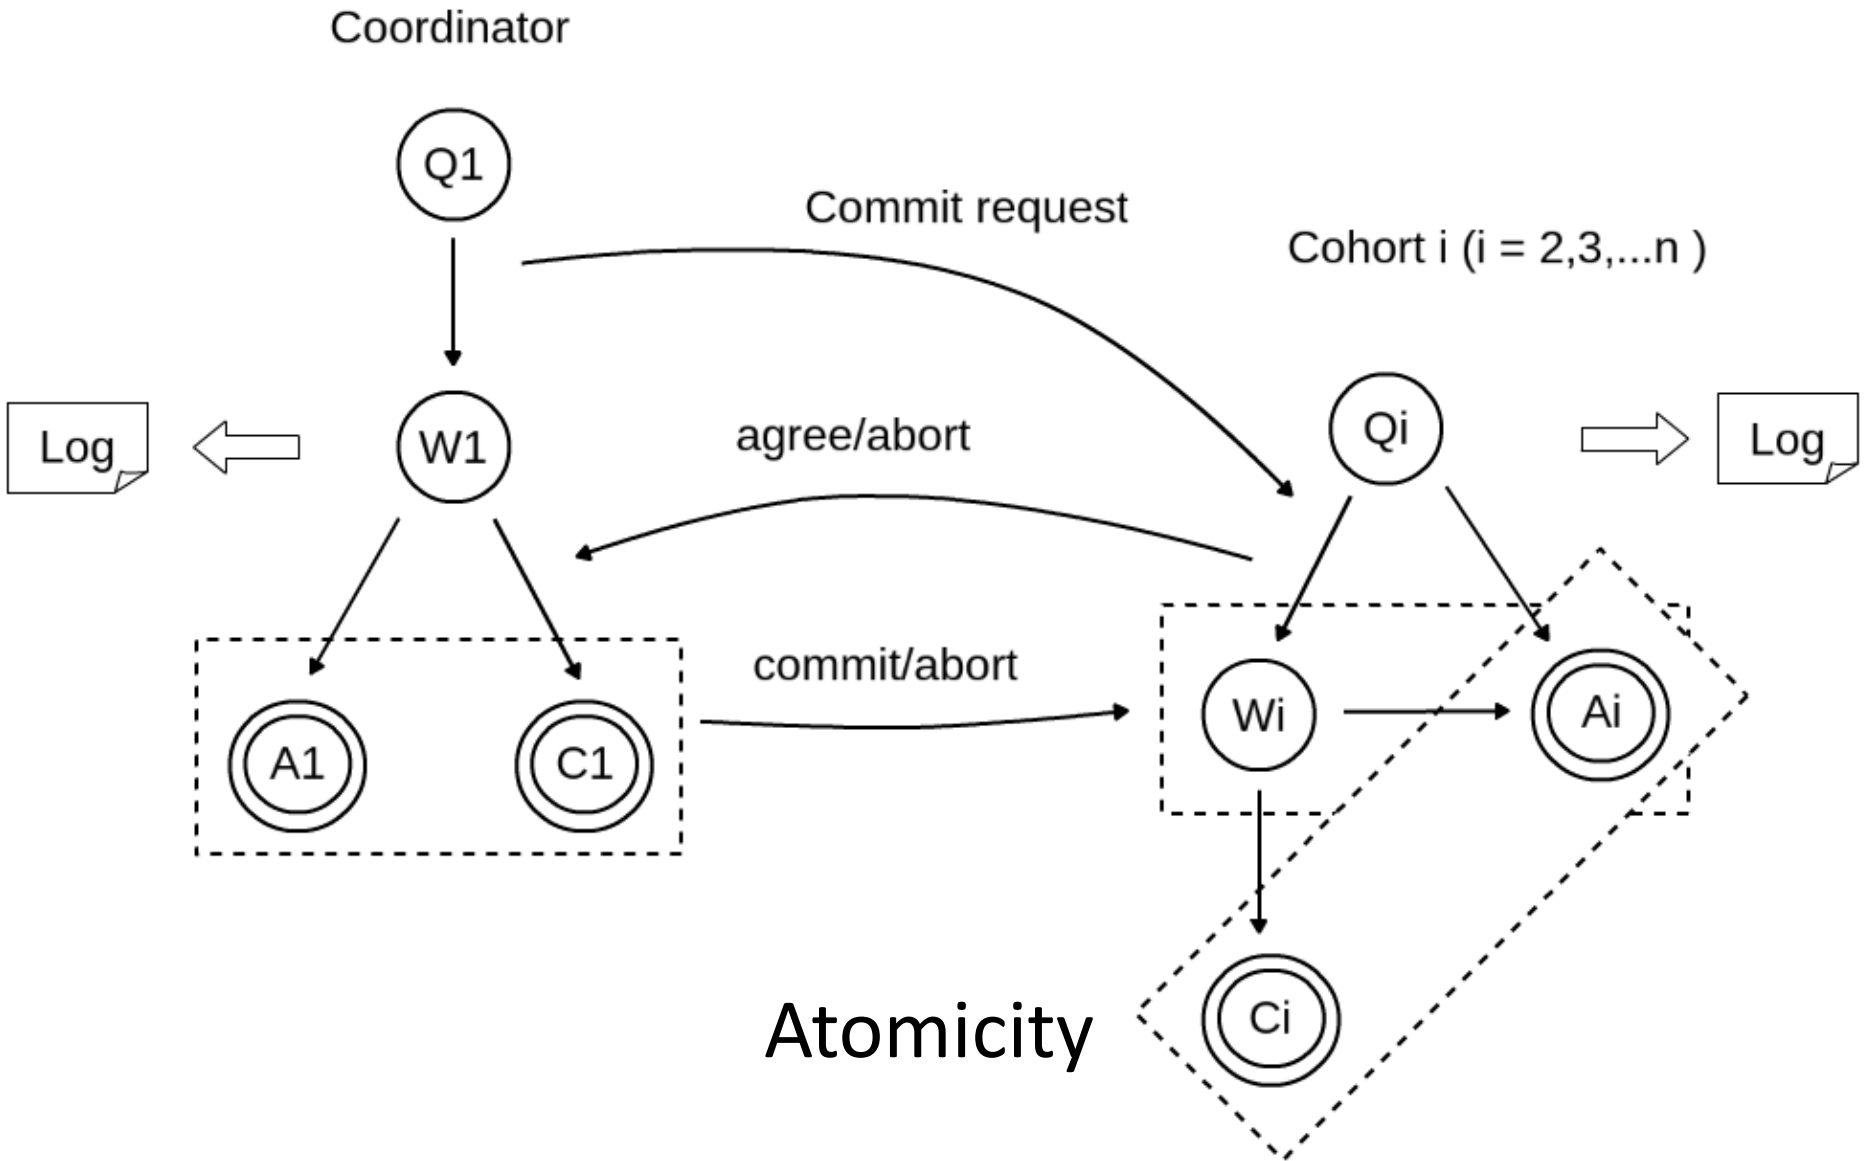 Coordinator
Q1
Commit request
Cohort i (i = 2,3,...n )
Log
W1
agree/abort
Qi
Log
commit/abort
A1
C1
Wi
Ai
Atomicity
Ci